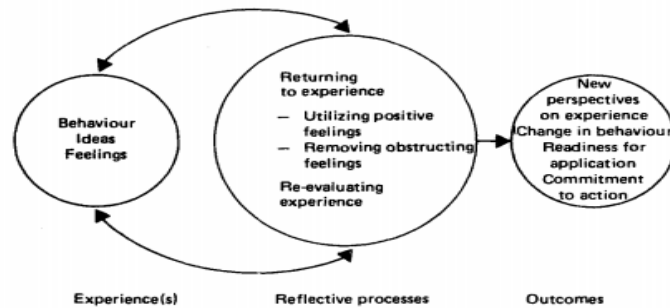 Behaviour
Ideas
Feelings
Returning
to experience
– Utilizing positive
feelings
– Removing obstructing
feelings
Re-evaluating
experience
New
perspectives
on experience
Change in behaviour
Readiness for
application
Commitment
to action
Experience(s)
Reflective processes
Outcomes